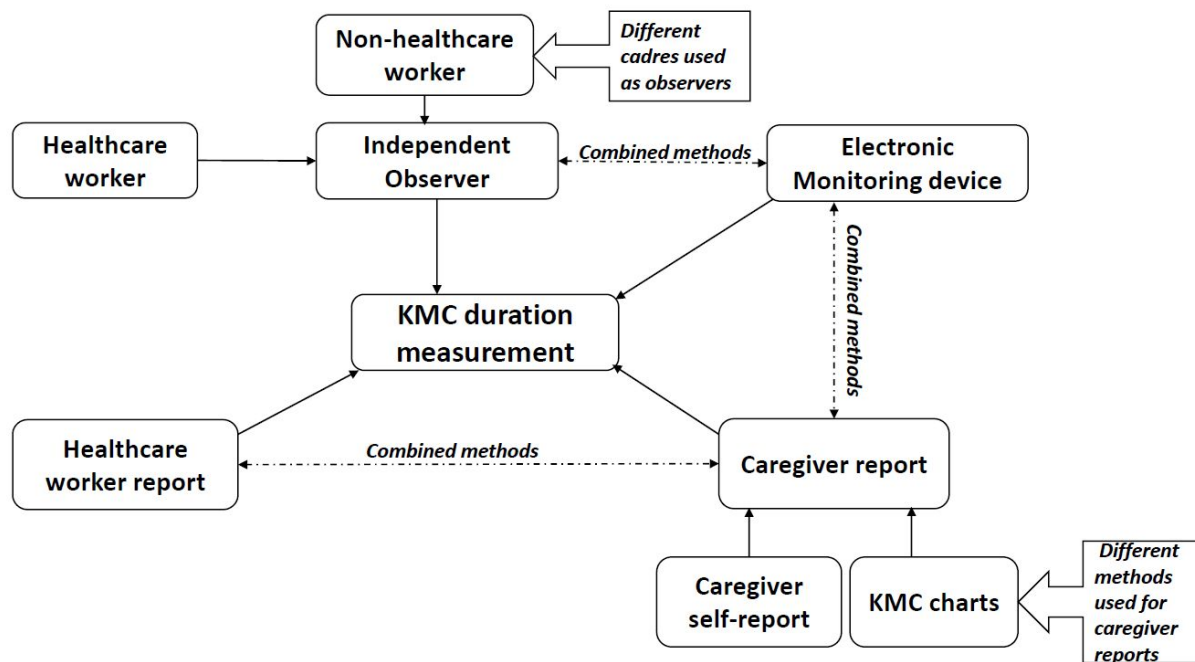 Non-healthcare
worker
Different
cadres used
as observers
Healthcare
worker
Independent
Observer
Combined methods
Electronic
Monitoring device
Combined methods
KMC duration
measurement
Healthcare
worker report
Combined methods
Caregiver report
Caregiver
self-report
KMC charts
Different
methods
used for
caregiver
reports